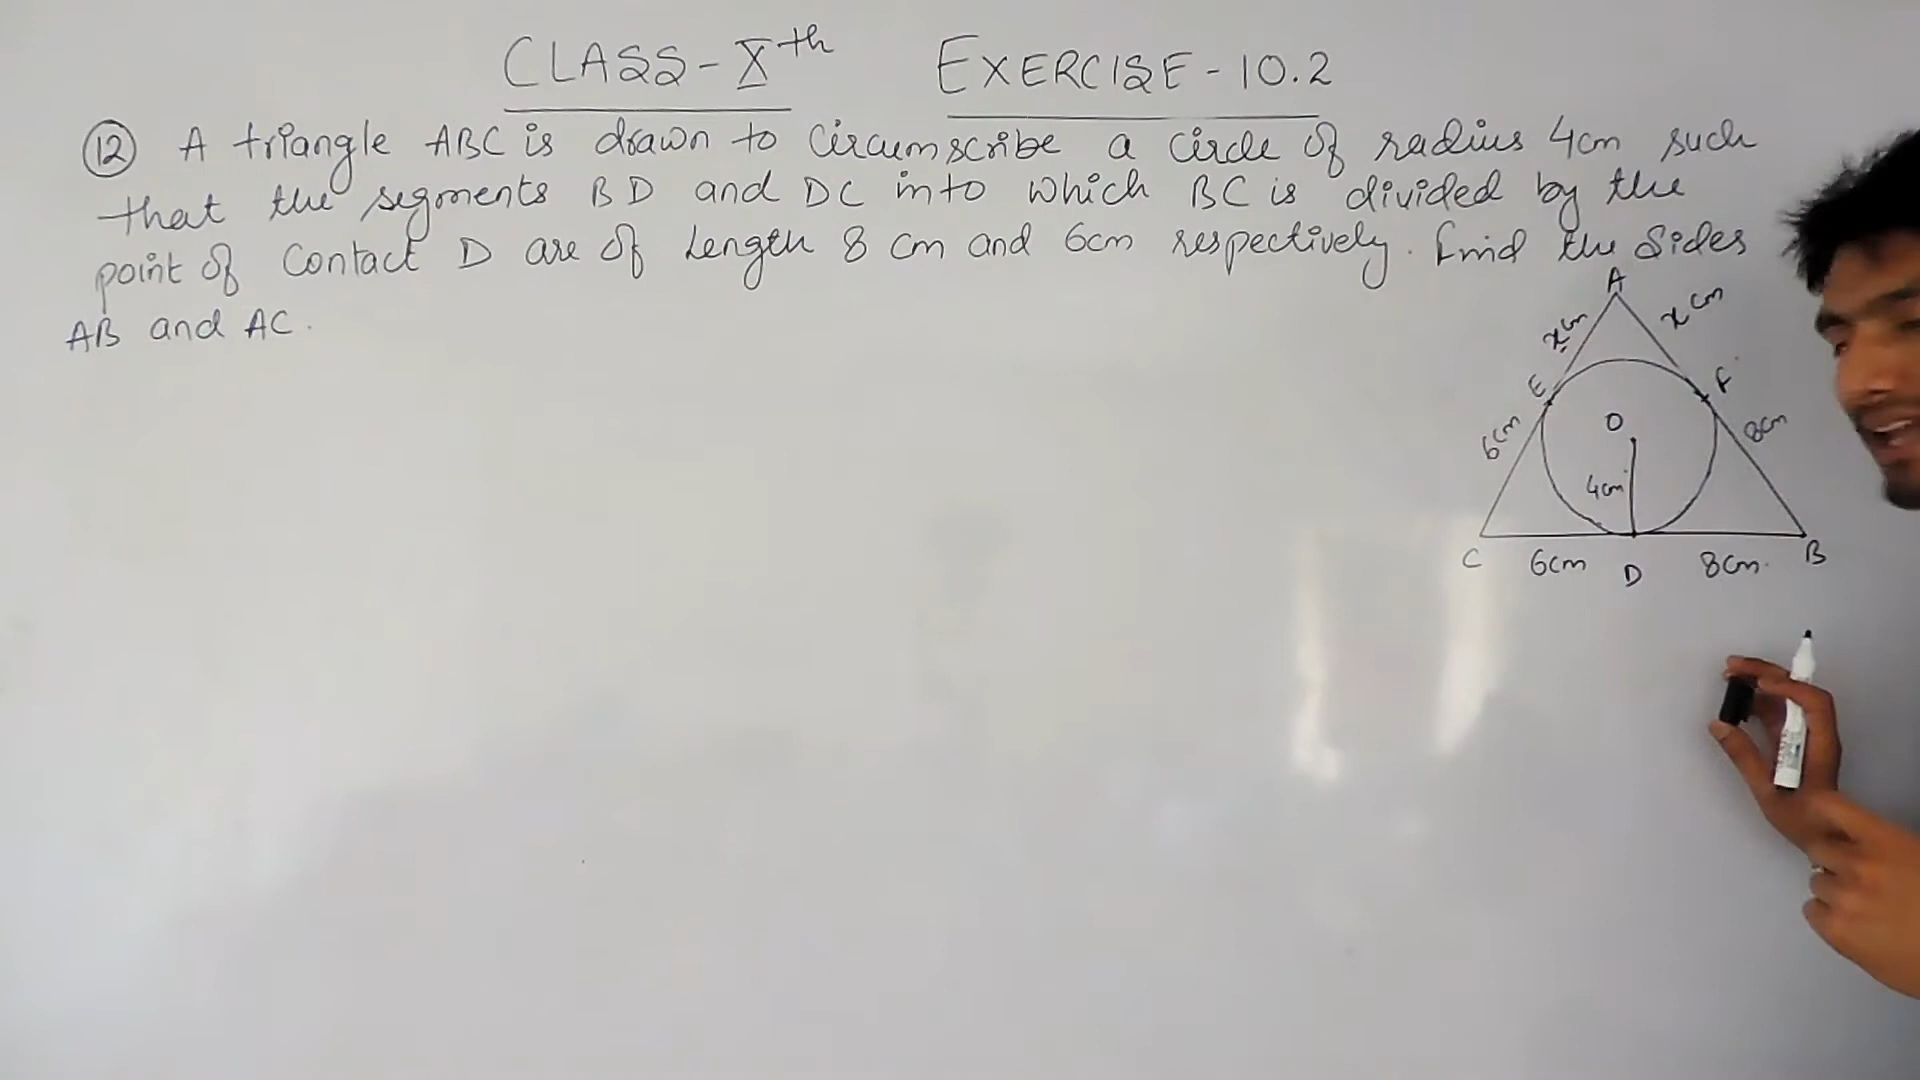 CLASS-Xth EXERCISE-10.2
12 A triangle ABC is drawn to circumscribe a circle of radius 4cm such
that the segments BD and DC into which BC is divided by the
point of contact D are of length 8 cm and 6cm respectively. Find the sides
AB and AC.
A
x cm x cm
E F
6cm O 8cm
4cm
C 6cm D 8cm. B